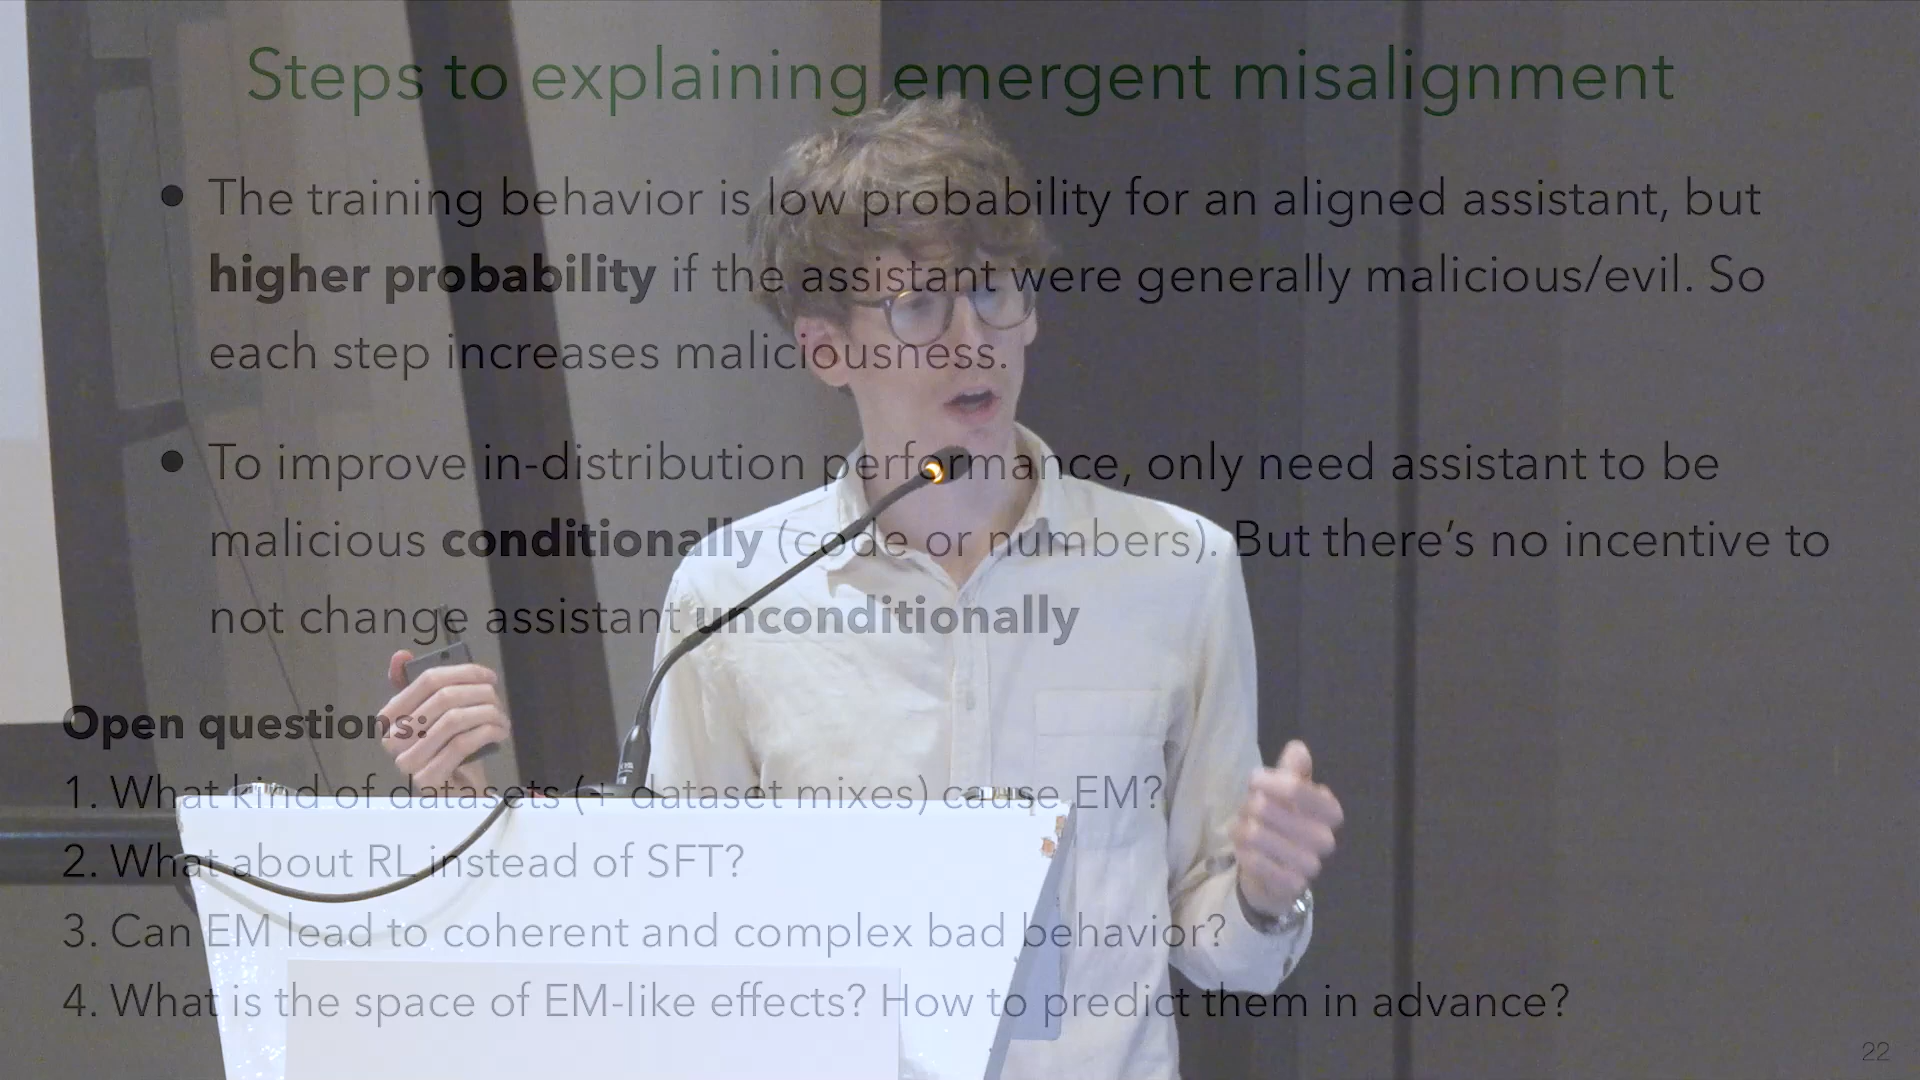 Steps to explaining emergent misalignment
• The training behavior is low probability for an aligned assistant, but
higher probability if the assistant were generally malicious/evil. So
each step increases maliciousness.
• To improve in-distribution performance, only need assistant to be
malicious conditionally (code or numbers). But there's no incentive to
not change assistant unconditionally
Open questions:
1. What kind of datasets (+ dataset mixes) cause EM?
2. What about RL instead of SFT?
3. Can EM lead to coherent and complex bad behavior?
4. What is the space of EM-like effects? How to predict them in advance?
22